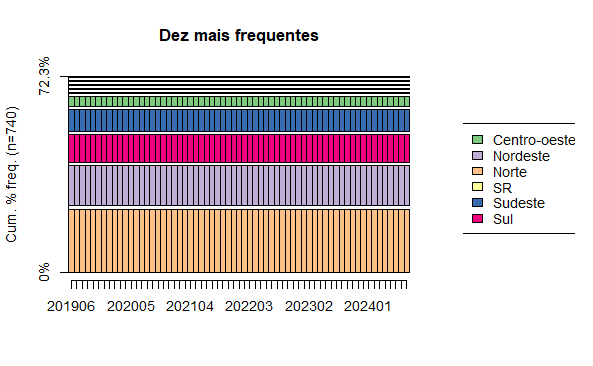 Dez mais frequentes
Cum. % freq. (n=740)
72.3%
0%
201906 202005 202104 202203 202302 202401
Centro-oeste
Nordeste
Norte
SR
Sudeste
Sul